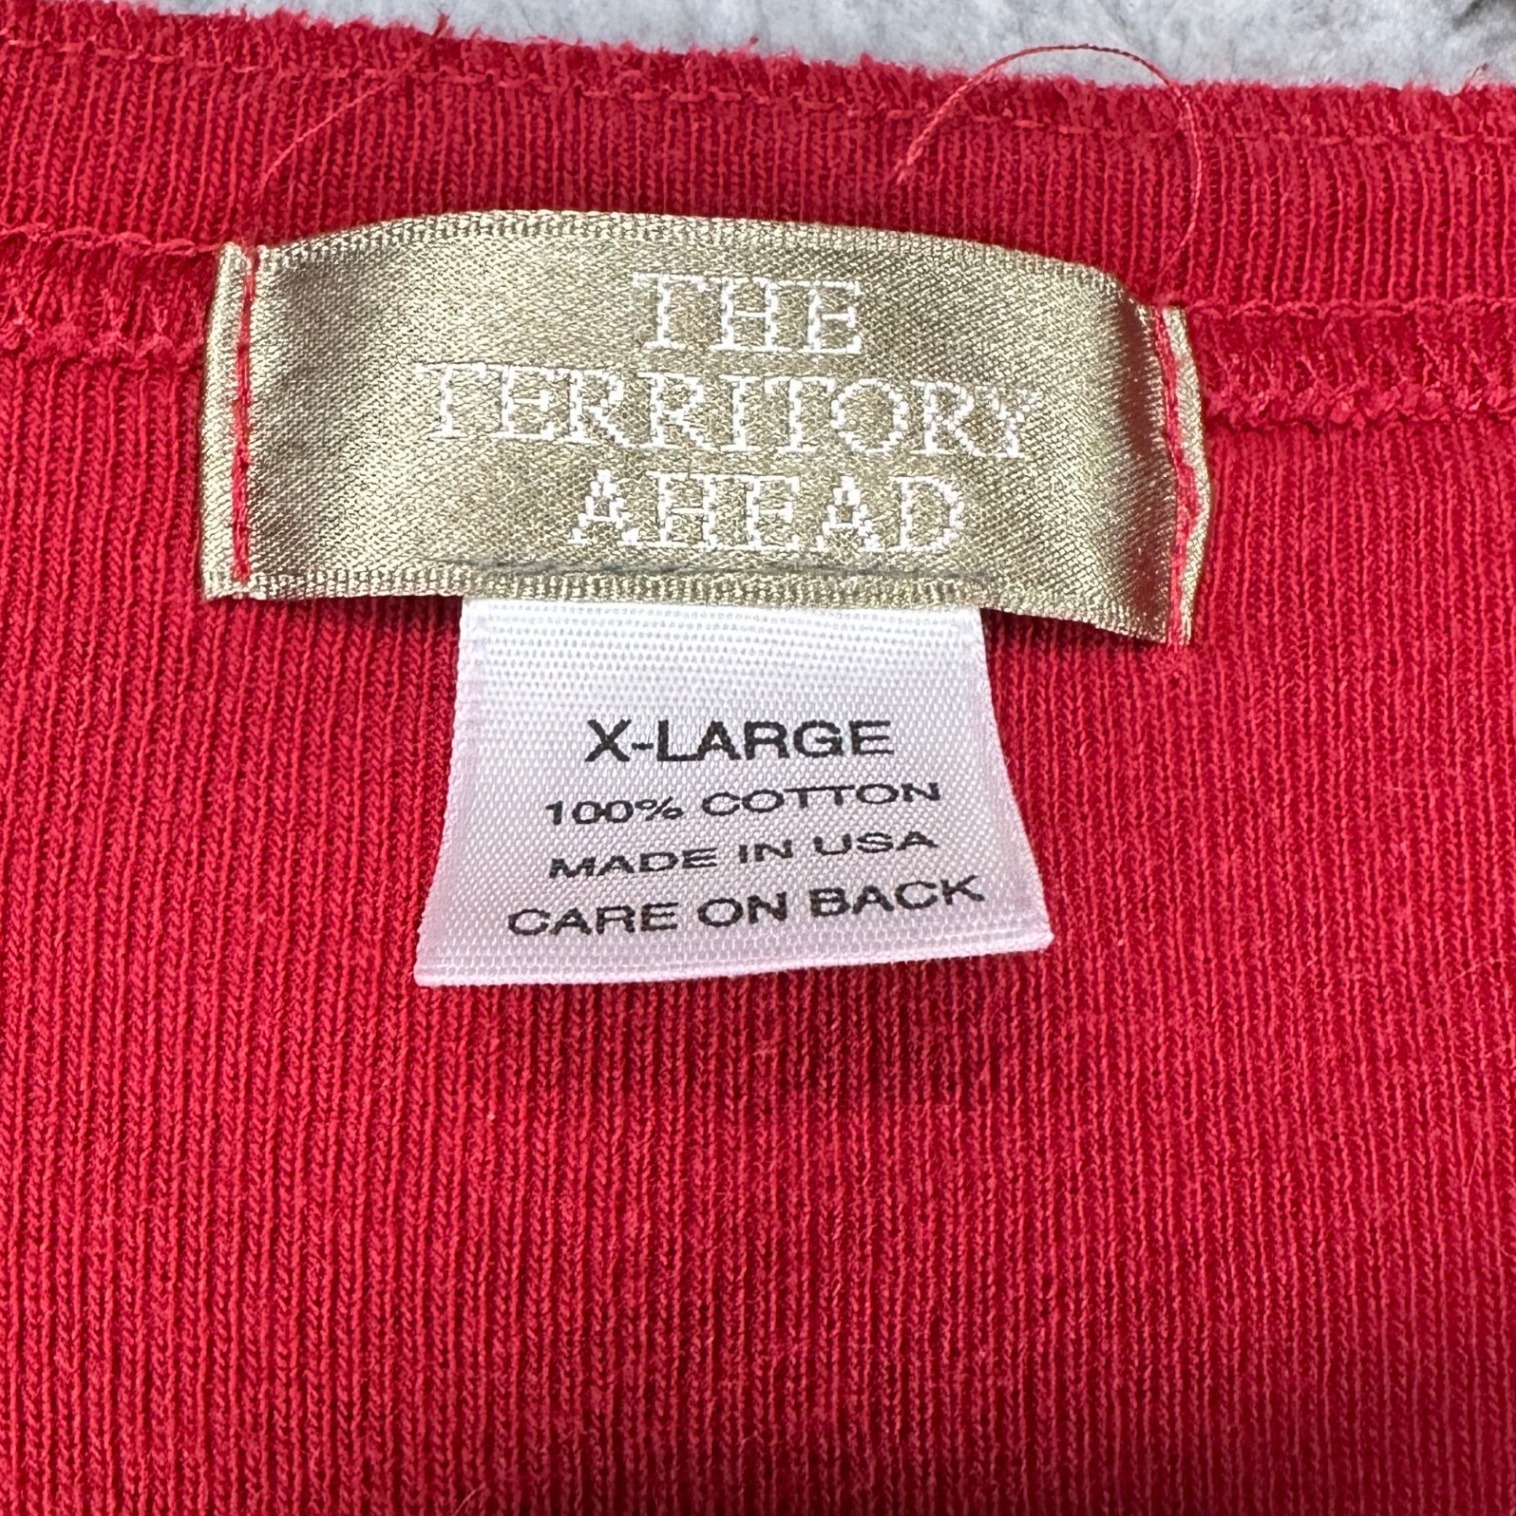 THE
TERRITORY
AHEAD
X-LARGE
100% COTTON
MADE IN USA
CARE ON BACK